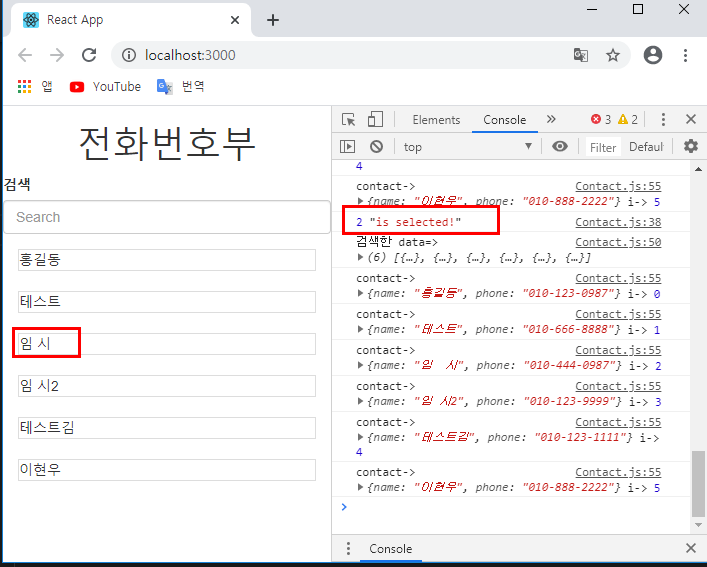 React App
localhost:3000
앱 YouTube 번역
전화번호부
검색
Search
홍길동
테스트
임 시
임 시2
테스트김
이현우
Elements Console » 3 2
top Filter Defaul
4
contact-> Contact.js:55
{name: "이현우", phone: "010-888-2222"} i-> 5
2 "is selected!" Contact.js:38
검색한 data=> Contact.js:50
(6) [{…}, {…}, {…}, {…}, {…}, {…}]
contact-> Contact.js:55
{name: "홍길동", phone: "010-123-0987"} i-> 0
contact-> Contact.js:55
{name: "테스트", phone: "010-666-8888"} i-> 1
contact-> Contact.js:55
{name: "임  시", phone: "010-444-0987"} i-> 2
contact-> Contact.js:55
{name: "임 시2", phone: "010-123-9999"} i-> 3
contact-> Contact.js:55
{name: "테스트김", phone: "010-123-1111"} i->
4
contact-> Contact.js:55
{name: "이현우", phone: "010-888-2222"} i-> 5
Console